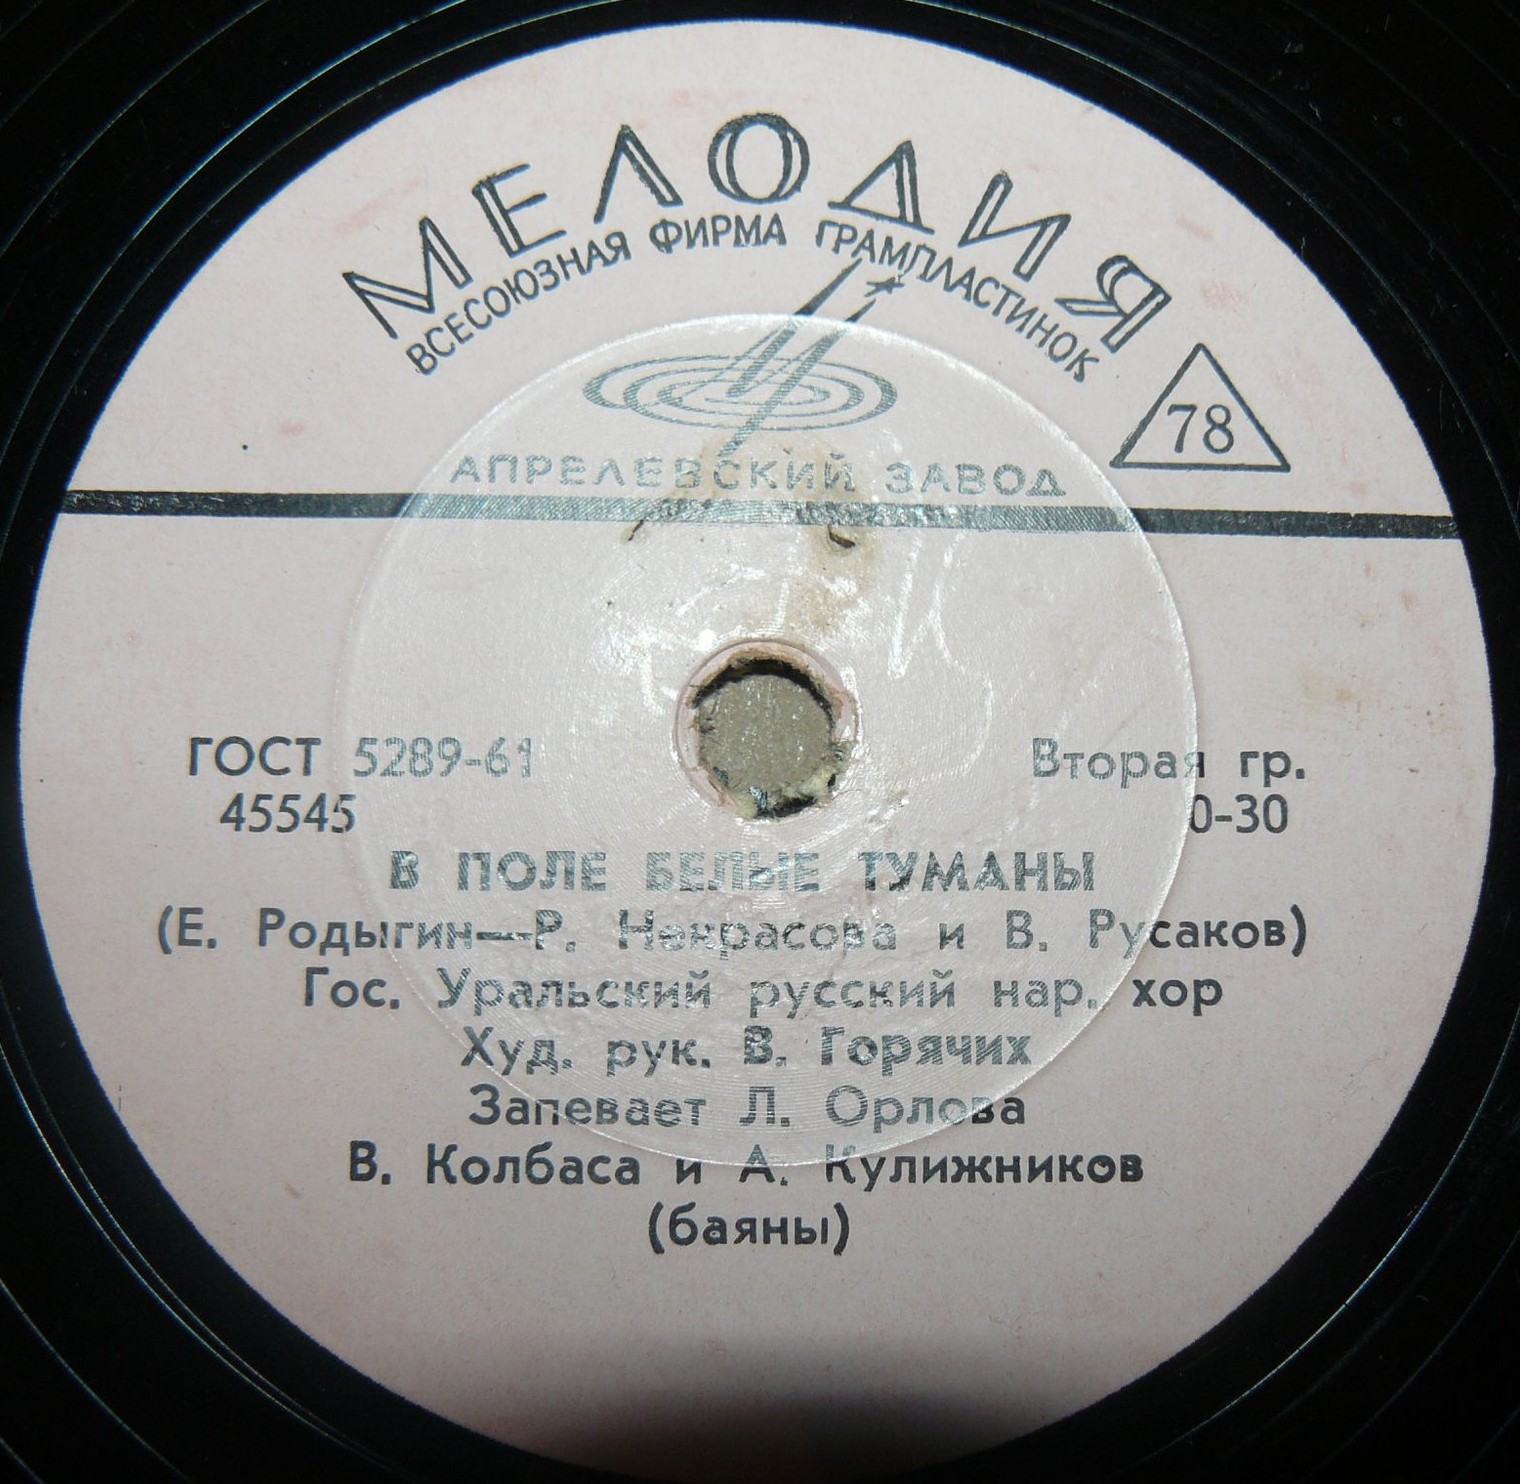 МЕЛОДИЯ
ВСЕСОЮЗНАЯ ФИРМА ГРАМПЛАСТИНОК
78
АПРЕЛЕВСКИЙ ЗАВОД
ГОСТ 5289-61 Вторая гр.
45545 0-30
В ПОЛЕ БЕЛЫЕ ТУМАНЫ
(Е. Родыгин—Р. Некрасова и В. Русаков)
Гос. Уральский русский нар. хор
Худ. рук. В. Горячих
Запевает Л. Орлова
В. Колбаса и А. Кулижников
(баяны)